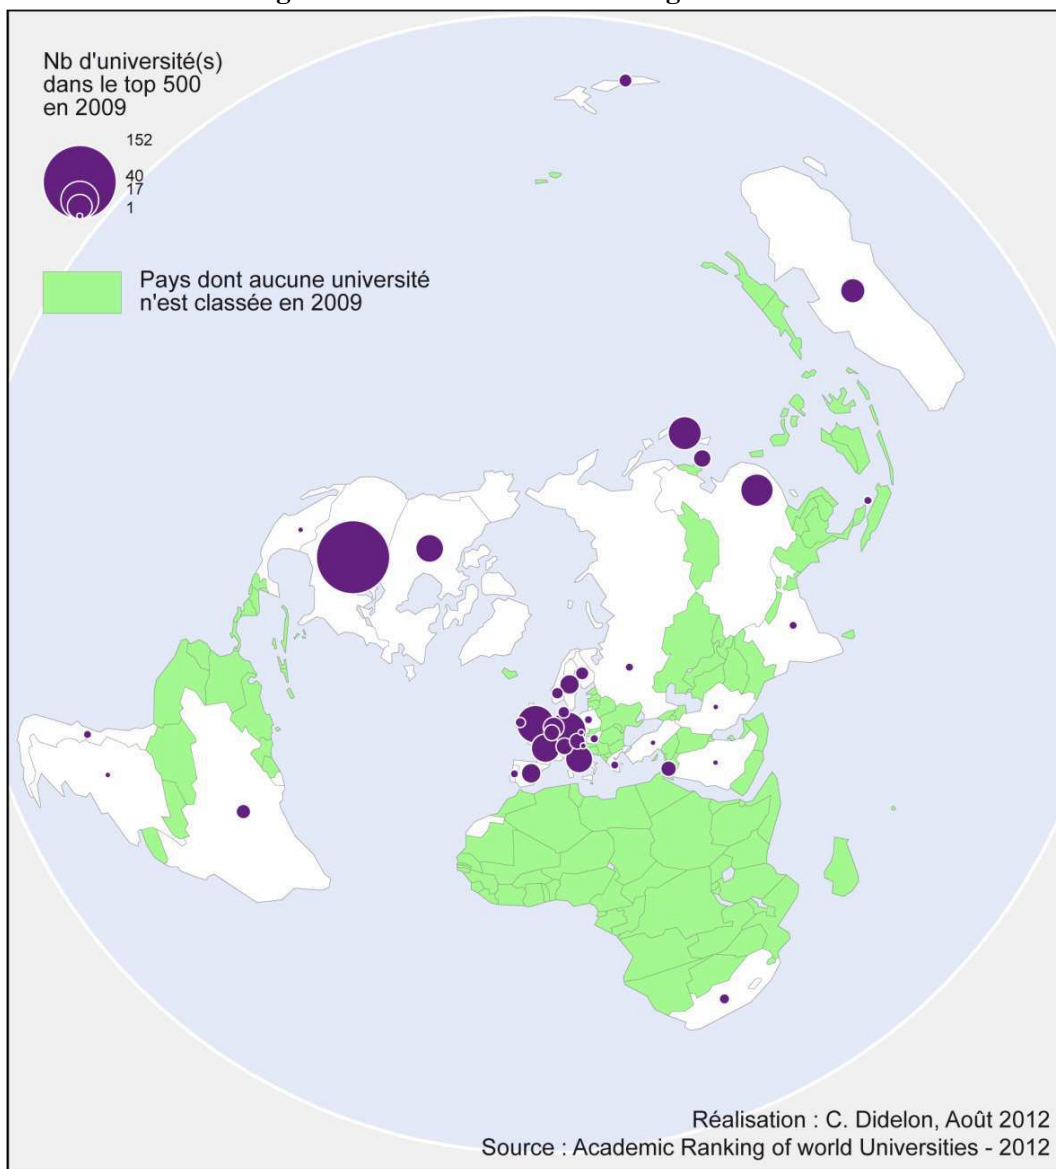 Nb d'université(s)
dans le top 500
en 2009
152
40
17
1
Pays dont aucune université
n'est classée en 2009
Réalisation : C. Didelon, Août 2012
Source : Academic Ranking of world Universities - 2012